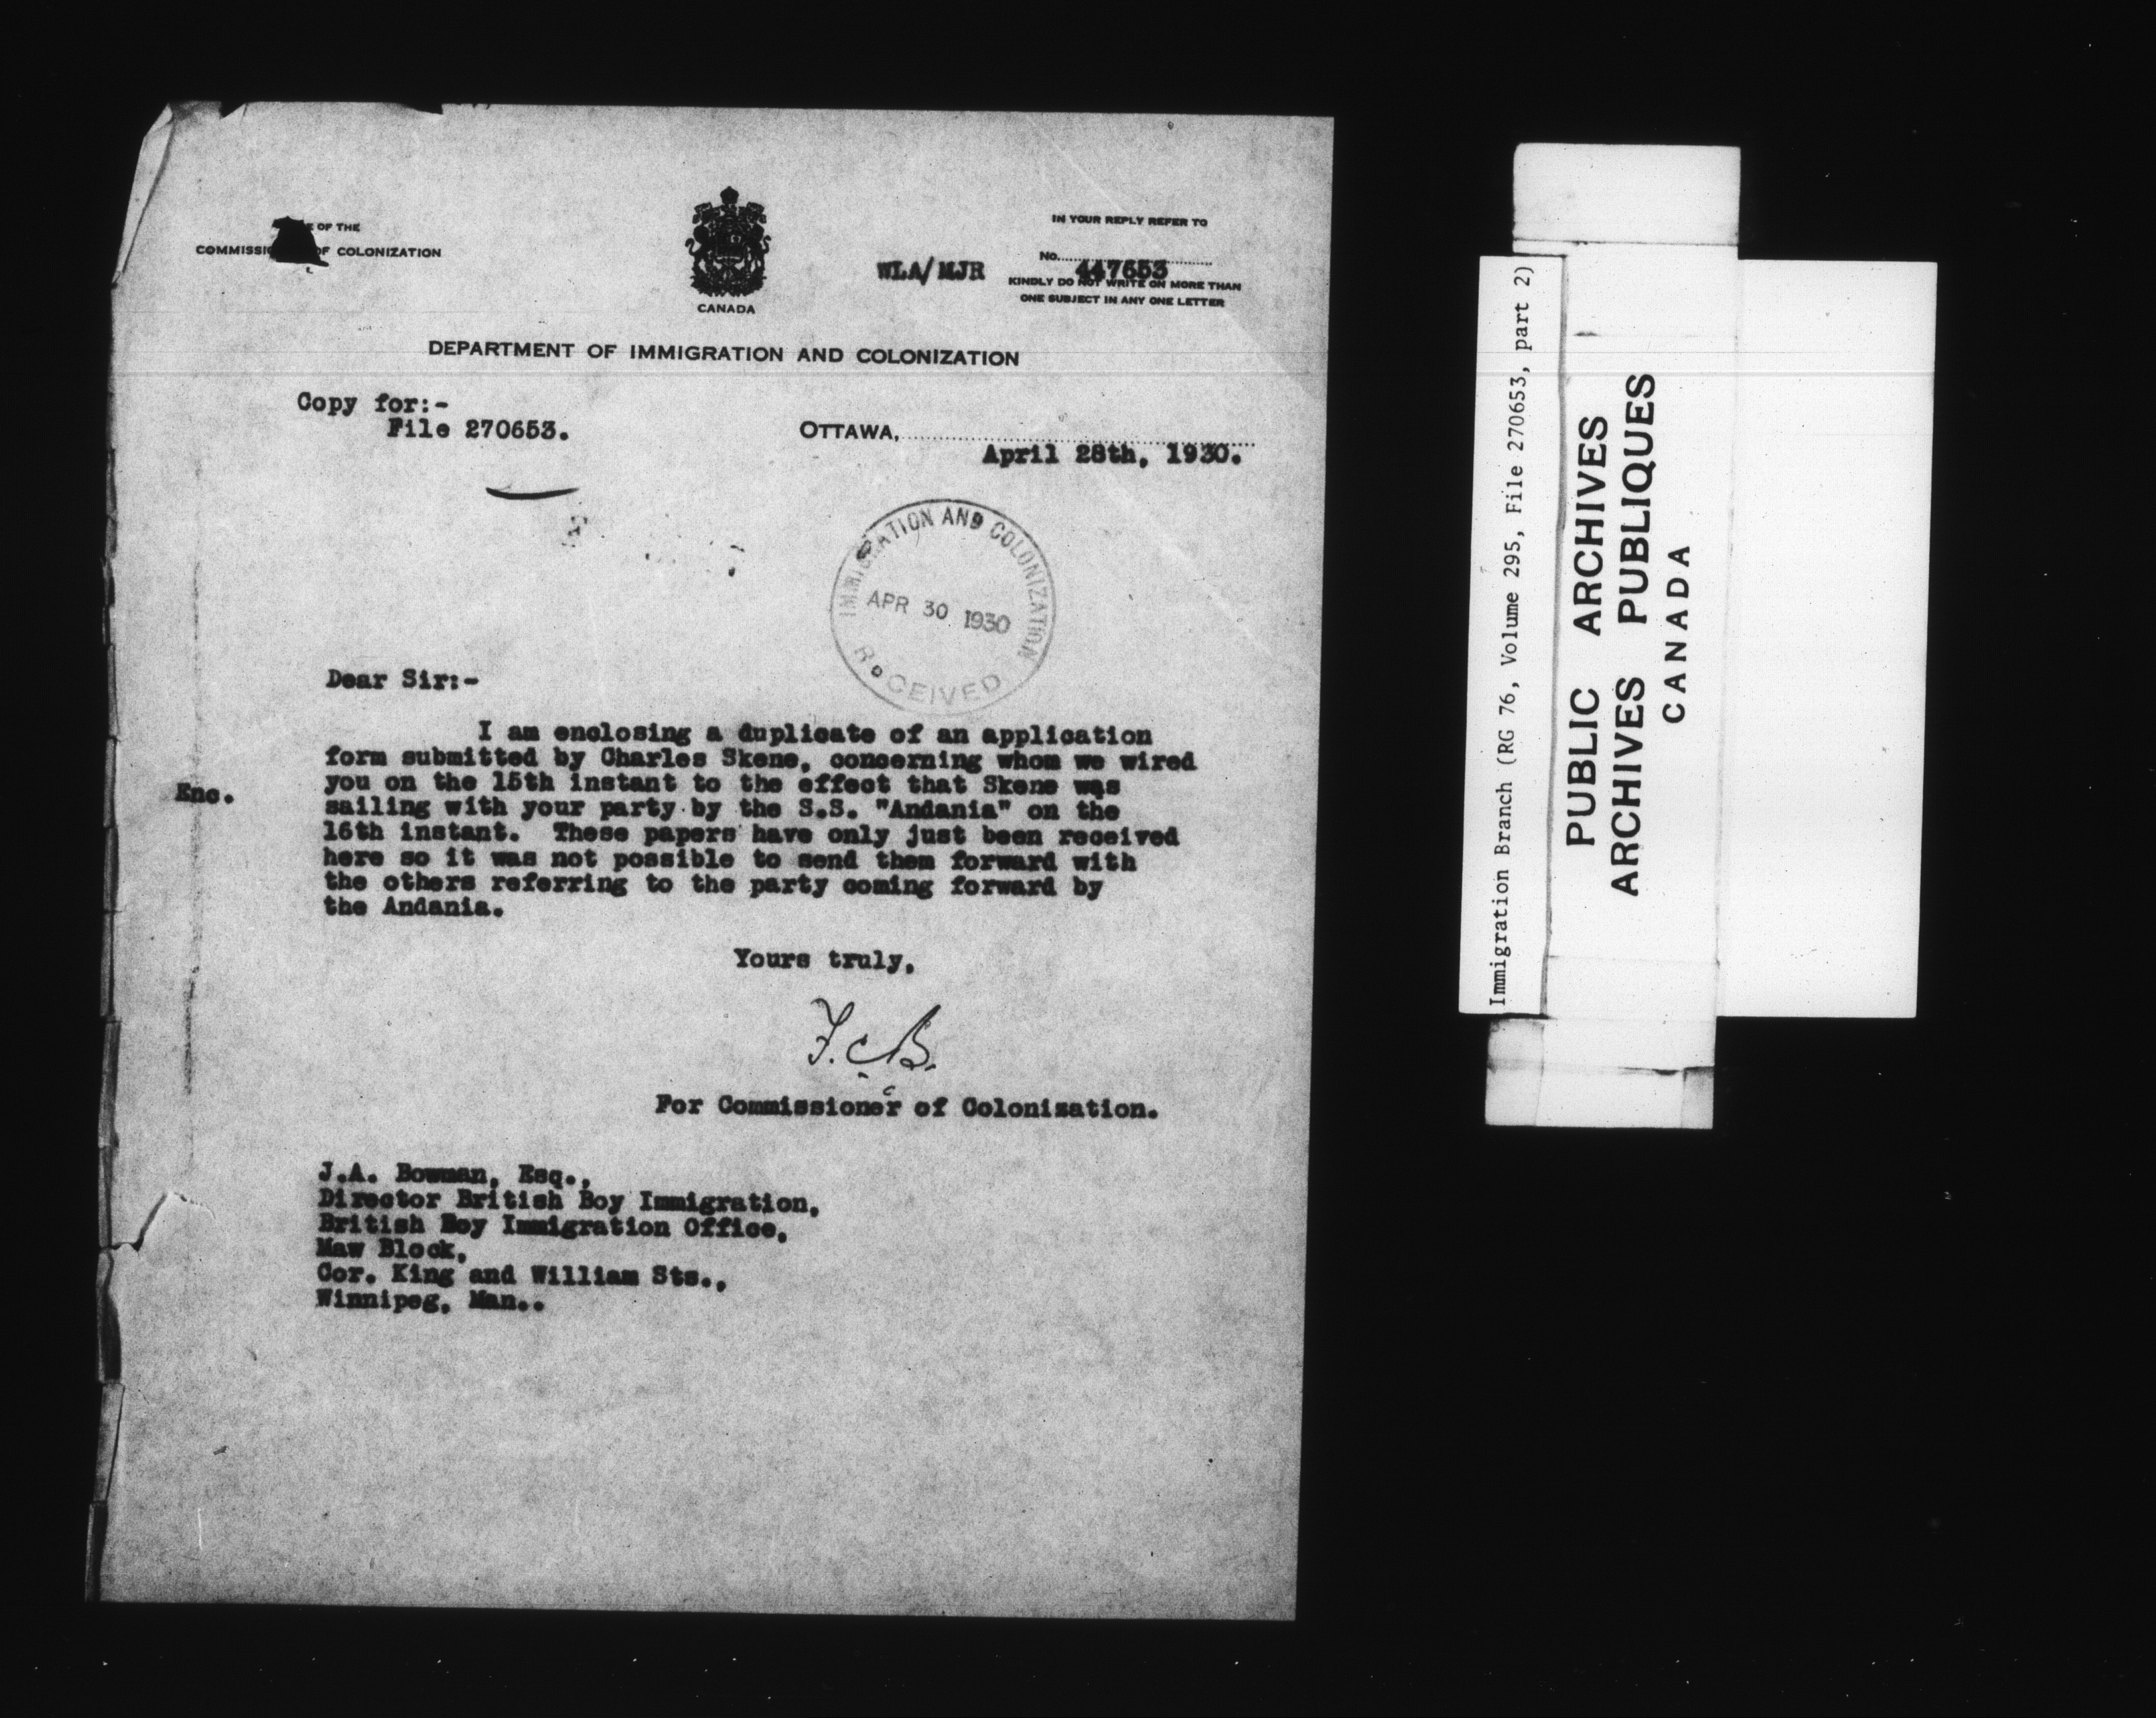 E OF THE
COMMISSI OF COLONIZATION
CANADA
WLA/MJR
IN YOUR REPLY REFER TO
No. 447653
KINDLY DO NOT WRITE ON MORE THAN
ONE SUBJECT IN ANY ONE LETTER
DEPARTMENT OF IMMIGRATION AND COLONIZATION
Copy for:-
File 270653.
OTTAWA,
April 28th, 1930.
IMMIGRATION AND COLONIZATION
APR 30 1930
RECEIVED
Dear Sir:-
I am enclosing a duplicate of an application
form submitted by Charles Skene, concerning whom we wired
you on the 15th instant to the effect that Skene was
Enc.
sailing with your party by the S.S. "Andania" on the
16th instant. These papers have only just been received
here so it was not possible to send them forward with
the others referring to the party coming forward by
the Andania.
Yours truly,
F.C.B.
For Commissioner of Colonization.
J.A. Bowman, Esq.,
Director British Boy Immigration,
British Boy Immigration Office,
Maw Block,
Cor. King and William Sts.,
Winnipeg, Man..
Immigration Branch (RG 76, Volume 295, File 270653, part 2)
PUBLIC ARCHIVES
ARCHIVES PUBLIQUES
CANADA